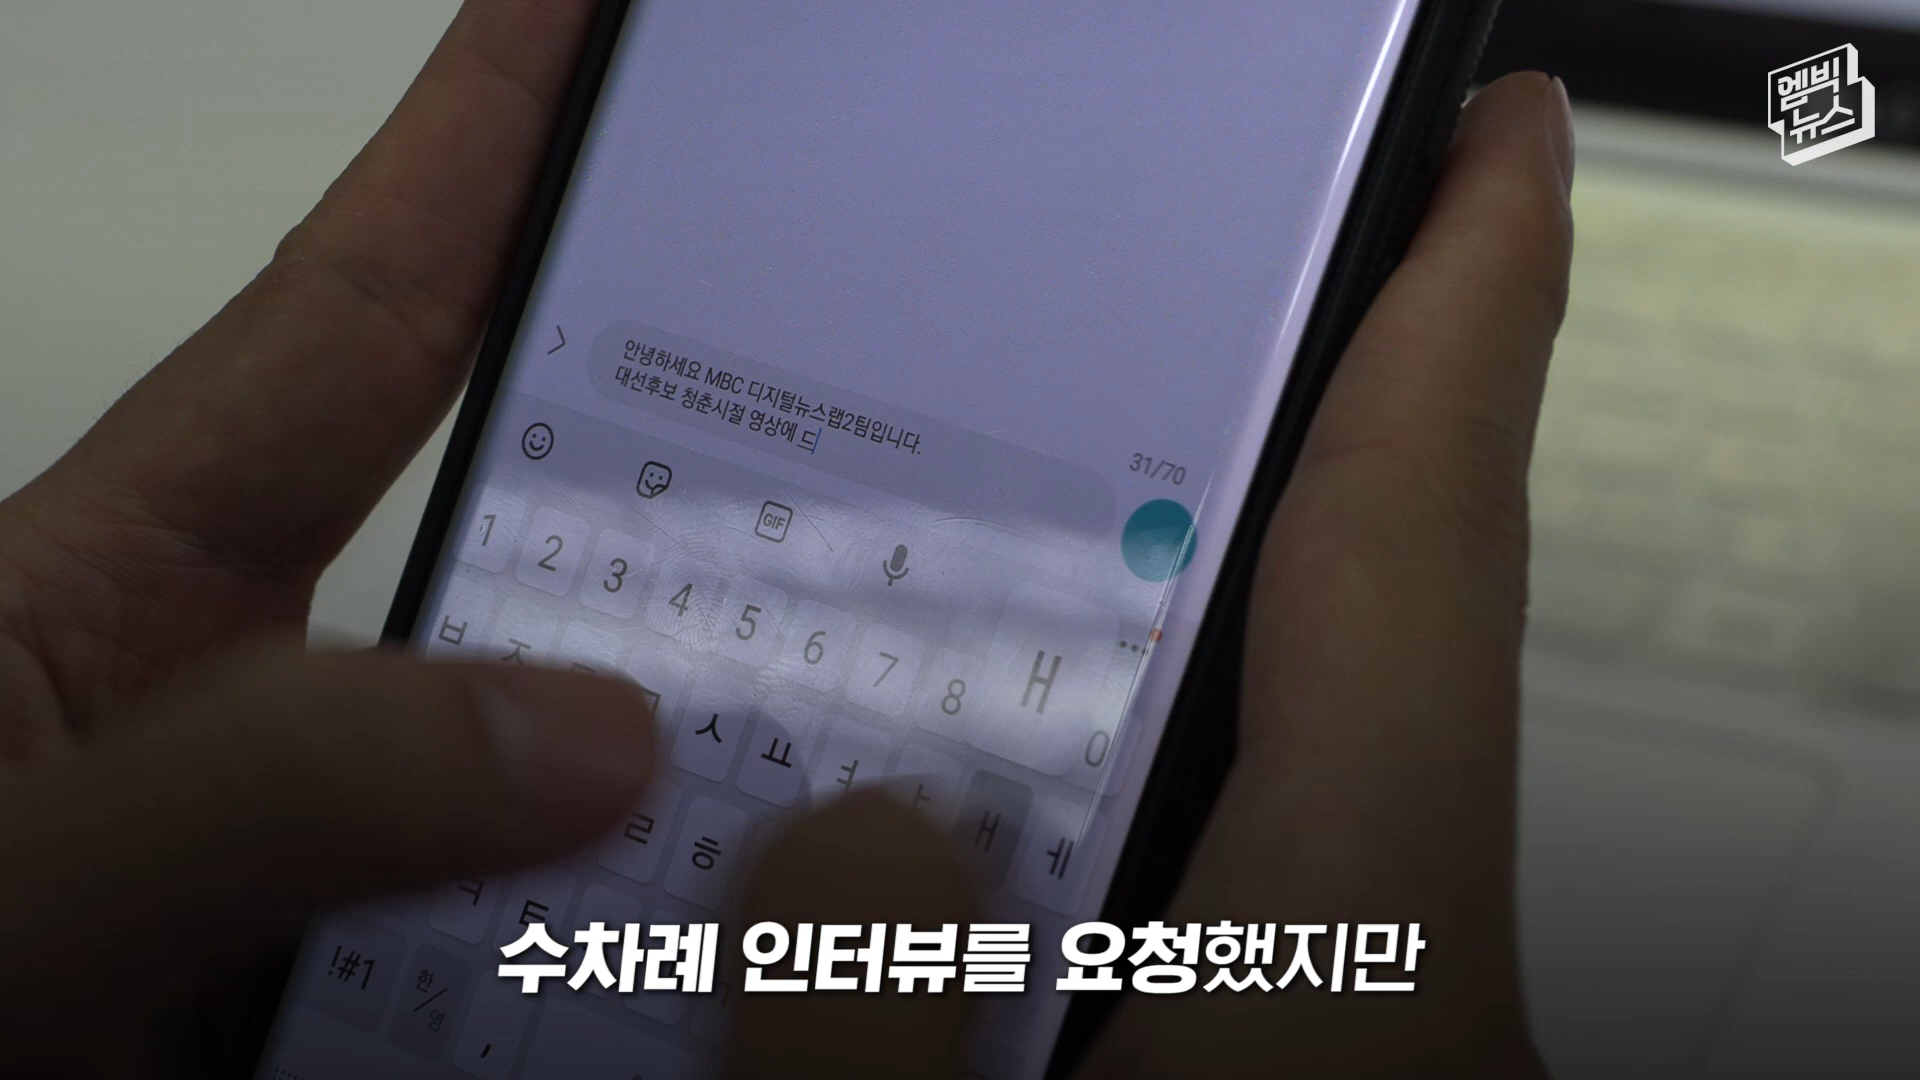 엠빅
뉴스
안녕하세요 MBC 디지털뉴스랩2팀입니다.
대선후보 청춘시절 영상에 드
31/70
GIF
1 2 3 4 5 6 7 8 0
ㅂ ㅈ ㅅ ㅛ ㅕ ㅐ ㅔ
ㄹ ㅎ
ㅌ
!#1 한/영 ,
ㅐ
수차례 인터뷰를 요청했지만